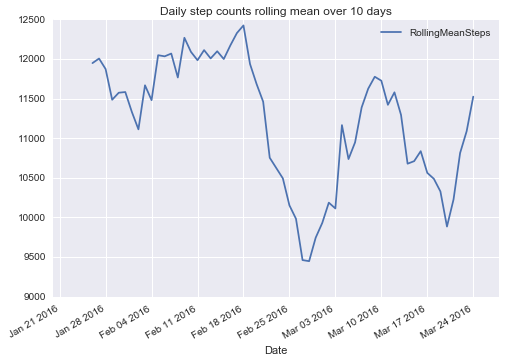 Daily step counts rolling mean over 10 days
RollingMeanSteps
12500
12000
11500
11000
10500
10000
9500
9000
Jan 21 2016
Jan 28 2016
Feb 04 2016
Feb 11 2016
Feb 18 2016
Feb 25 2016
Mar 03 2016
Mar 10 2016
Mar 17 2016
Mar 24 2016
Date